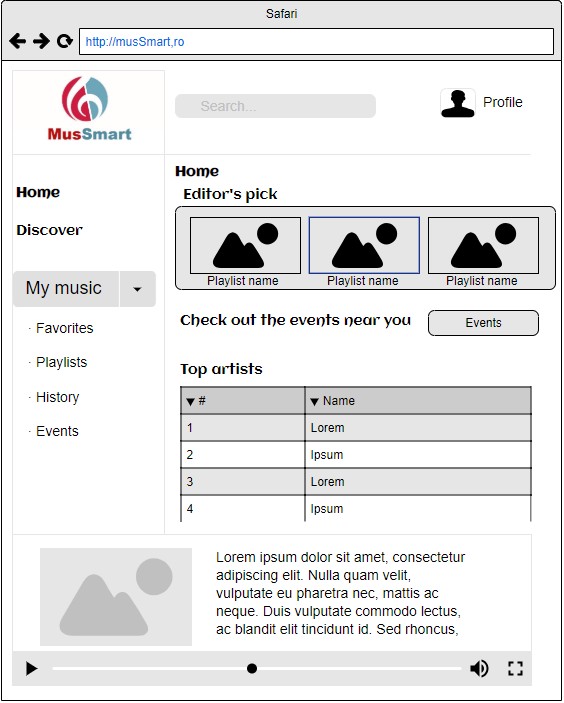 Safari
http://musSmart,ro
MusSmart
Search...
Profile
Home
Discover
My music
· Favorites
· Playlists
· History
· Events
Home
Editor's pick
Playlist name
Playlist name
Playlist name
Check out the events near you
Events
Top artists
# Name
1 Lorem
2 Ipsum
3 Lorem
4 Ipsum
Lorem ipsum dolor sit amet, consectetur
adipiscing elit. Nulla quam velit,
vulputate eu pharetra nec, mattis ac
neque. Duis vulputate commodo lectus,
ac blandit elit tincidunt id. Sed rhoncus,